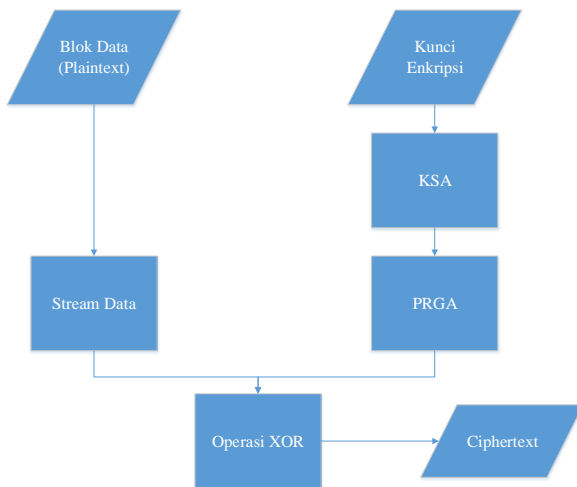 Blok Data
(Plaintext)
Kunci
Enkripsi
KSA
Stream Data
PRGA
Operasi XOR
Ciphertext